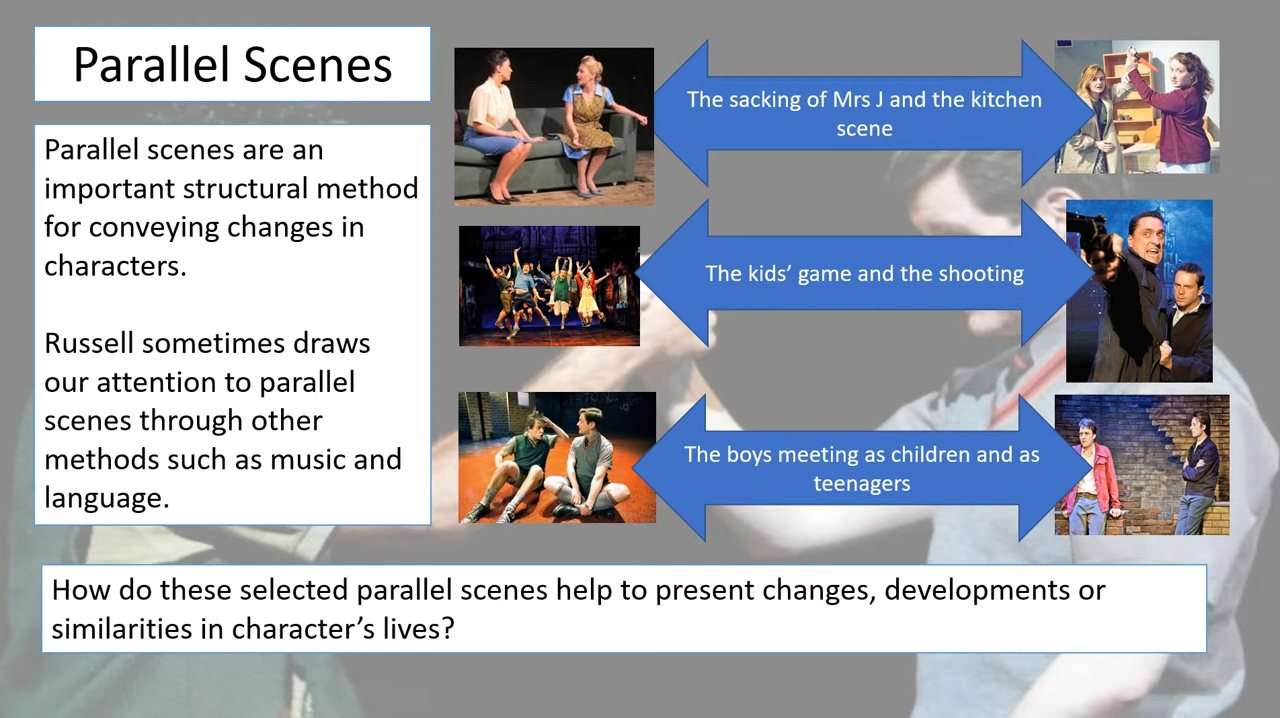 Parallel Scenes
Parallel scenes are an
important structural method
for conveying changes in
characters.
Russell sometimes draws
our attention to parallel
scenes through other
methods such as music and
language.
The sacking of Mrs J and the kitchen
scene
The kids’ game and the shooting
The boys meeting as children and as
teenagers
How do these selected parallel scenes help to present changes, developments or
similarities in character’s lives?